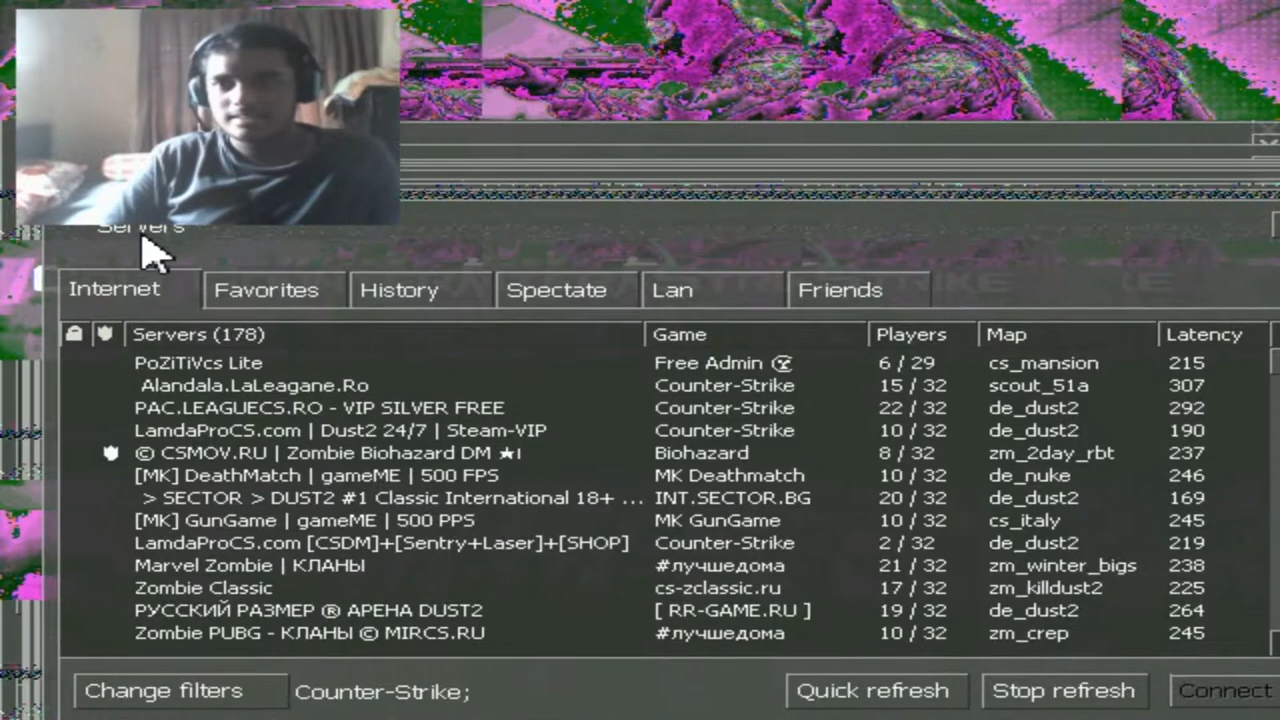 Servers
Internet Favorites History Spectate Lan Friends
Servers (178) Game Players Map Latency
PoZiTiVcs Lite Free Admin 6 / 29 cs_mansion 215
Alandala.LaLeagane.Ro Counter-Strike 15 / 32 scout_51a 307
PAC.LEAGUECS.RO - VIP SILVER FREE Counter-Strike 22 / 32 de_dust2 292
LamdaProCS.com | Dust2 24/7 | Steam-VIP Counter-Strike 10 / 32 de_dust2 190
© CSMOV.RU | Zombie Biohazard DM ★ı Biohazard 8 / 32 zm_2day_rbt 237
[MK] DeathMatch | gameME | 500 FPS MK Deathmatch 10 / 32 de_nuke 246
> SECTOR > DUST2 #1 Classic International 18+ ... INT.SECTOR.BG 20 / 32 de_dust2 169
[MK] GunGame | gameME | 500 PPS MK GunGame 10 / 32 cs_italy 245
LamdaProCS.com [CSDM]+[Sentry+Laser]+[SHOP] Counter-Strike 2 / 32 de_dust2 219
Marvel Zombie | КЛАНЫ #лучшедома 21 / 32 zm_winter_bigs 238
Zombie Classic cs-zclassic.ru 17 / 32 zm_killdust2 225
РУССКИЙ РАЗМЕР ® АРЕНА DUST2 [ RR-GAME.RU ] 19 / 32 de_dust2 264
Zombie PUBG - КЛАНЫ © MIRCS.RU #лучшедома 10 / 32 zm_crep 245
Change filters Counter-Strike; Quick refresh Stop refresh Connect